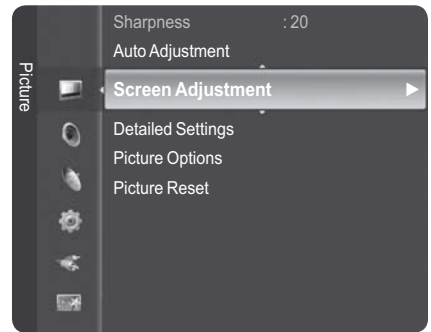 Picture
Sharpness : 20
Auto Adjustment
Screen Adjustment
Detailed Settings
Picture Options
Picture Reset